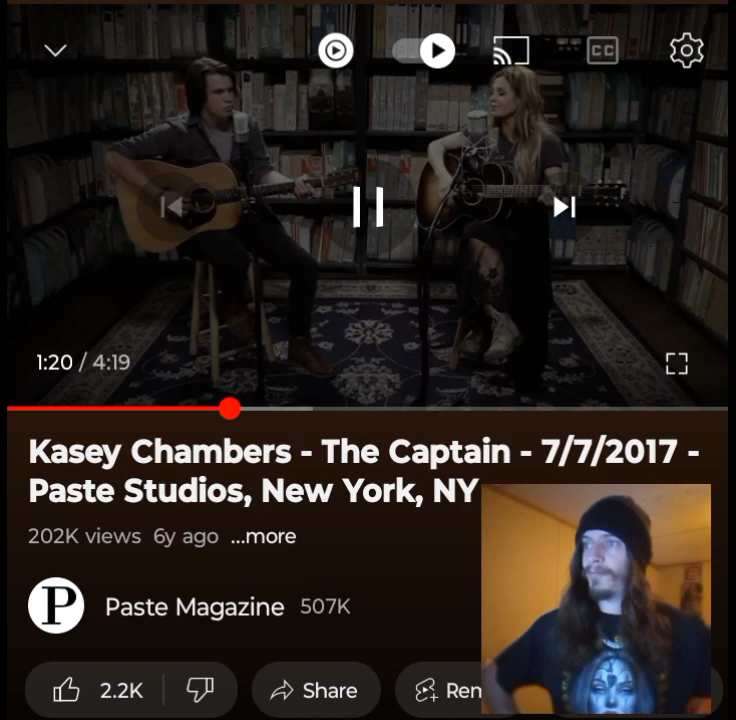 CC
1:20 / 4:19
Kasey Chambers - The Captain - 7/7/2017 -
Paste Studios, New York, NY
202K views 6y ago ...more
P Paste Magazine 507K
2.2K Share Ren